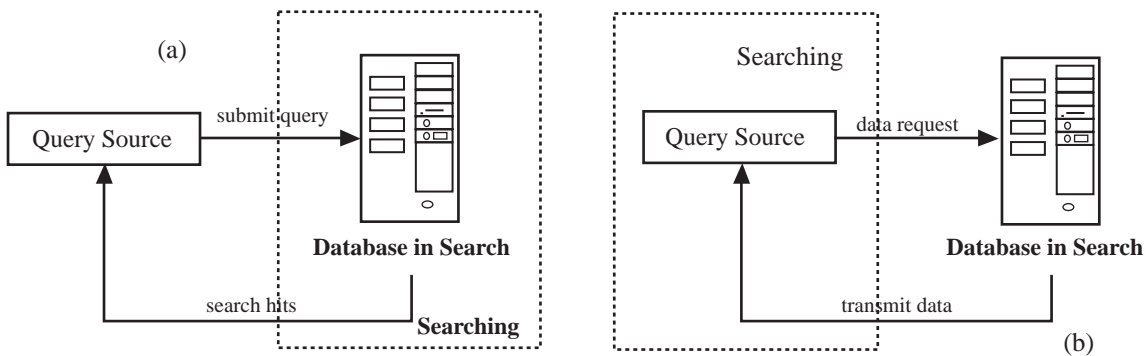 (a)
submit query
Query Source
Database in Search
search hits
Searching
Searching
data request
Query Source
Database in Search
transmit data
(b)